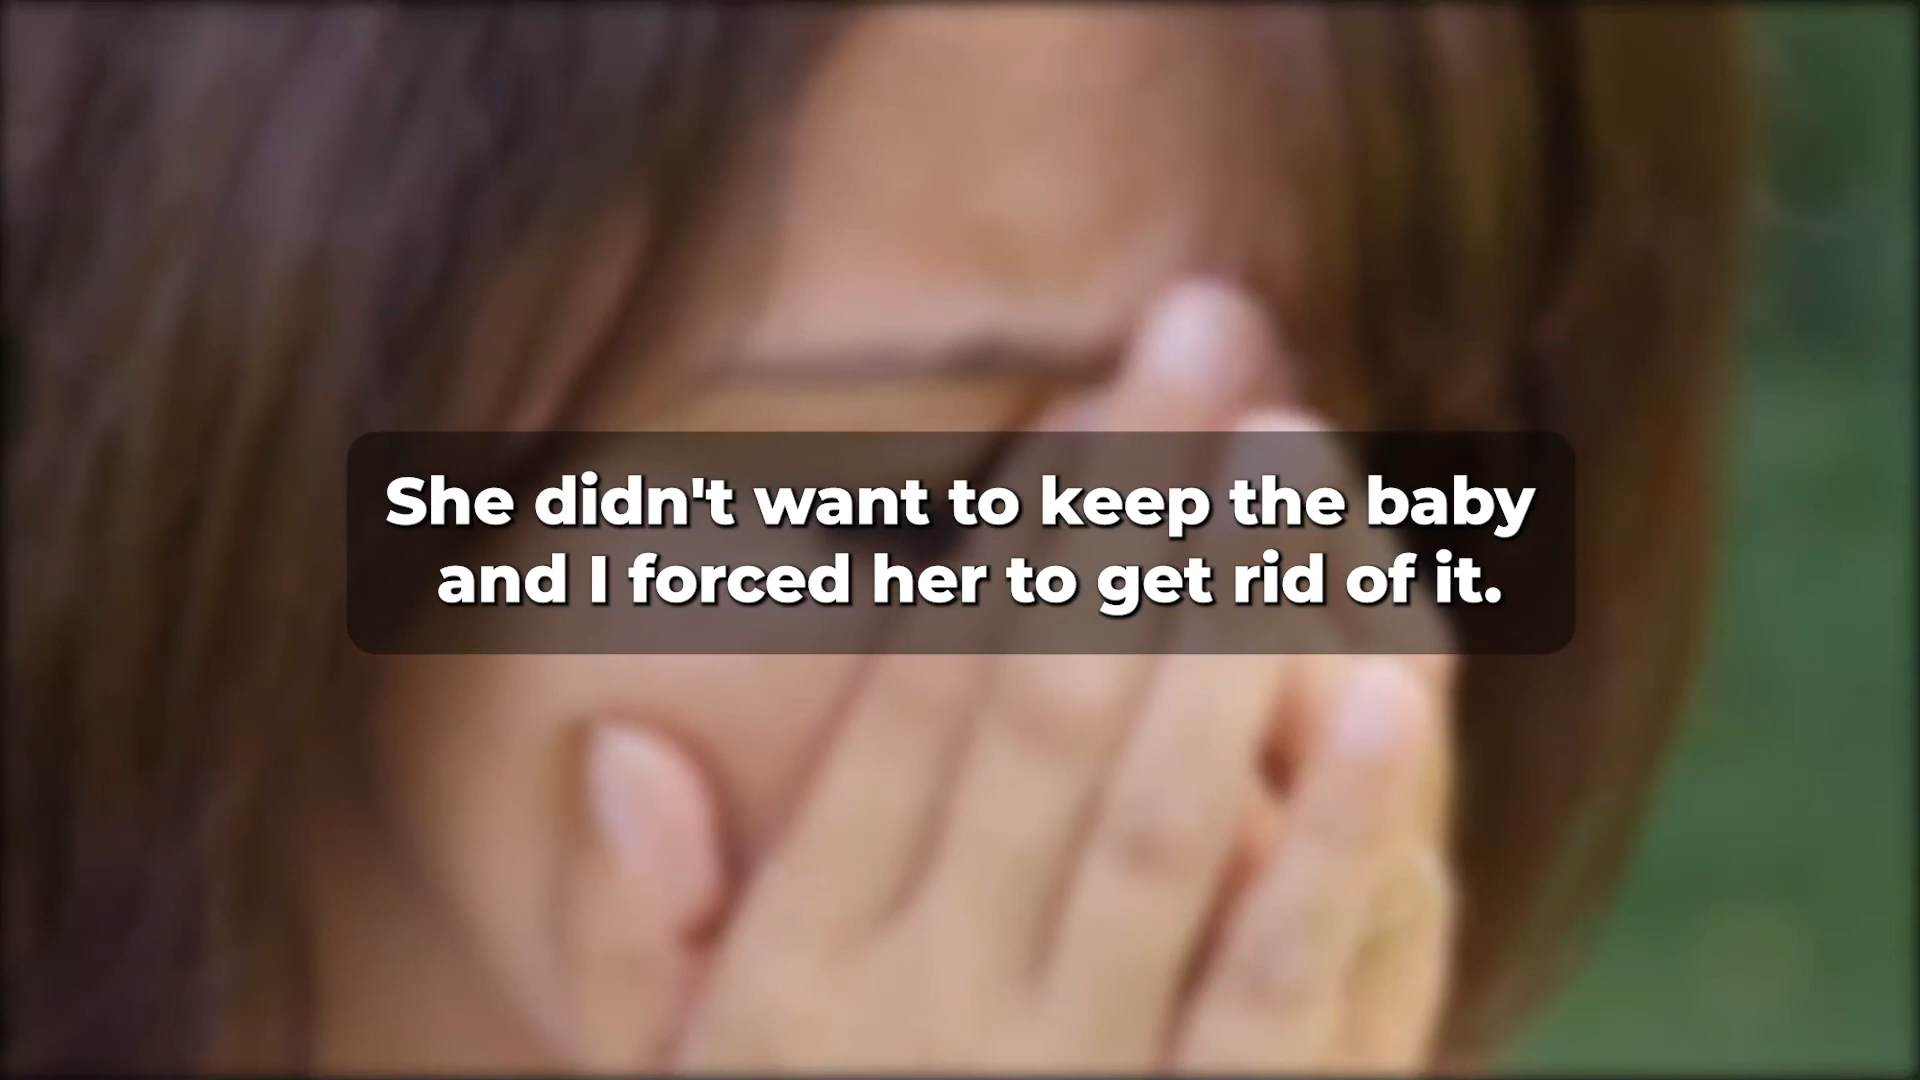 She didn't want to keep the baby
and I forced her to get rid of it.